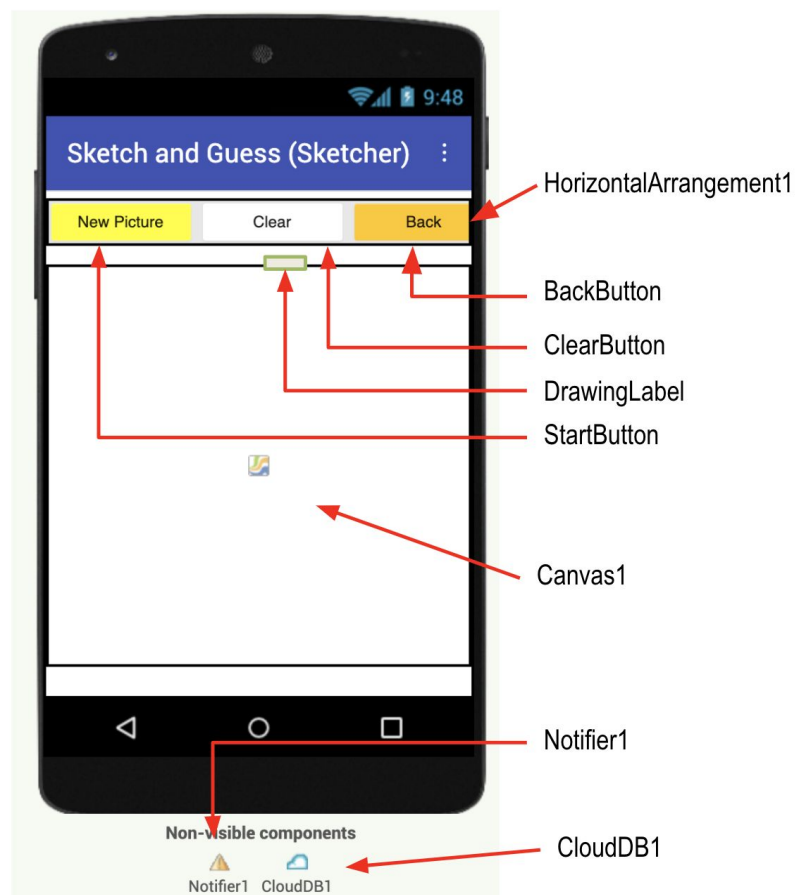 9:48
Sketch and Guess (Sketcher)
HorizontalArrangement1
New Picture
Clear
Back
BackButton
ClearButton
DrawingLabel
StartButton
Canvas1
Notifier1
Non-visible components
CloudDB1
Notifier1
CloudDB1